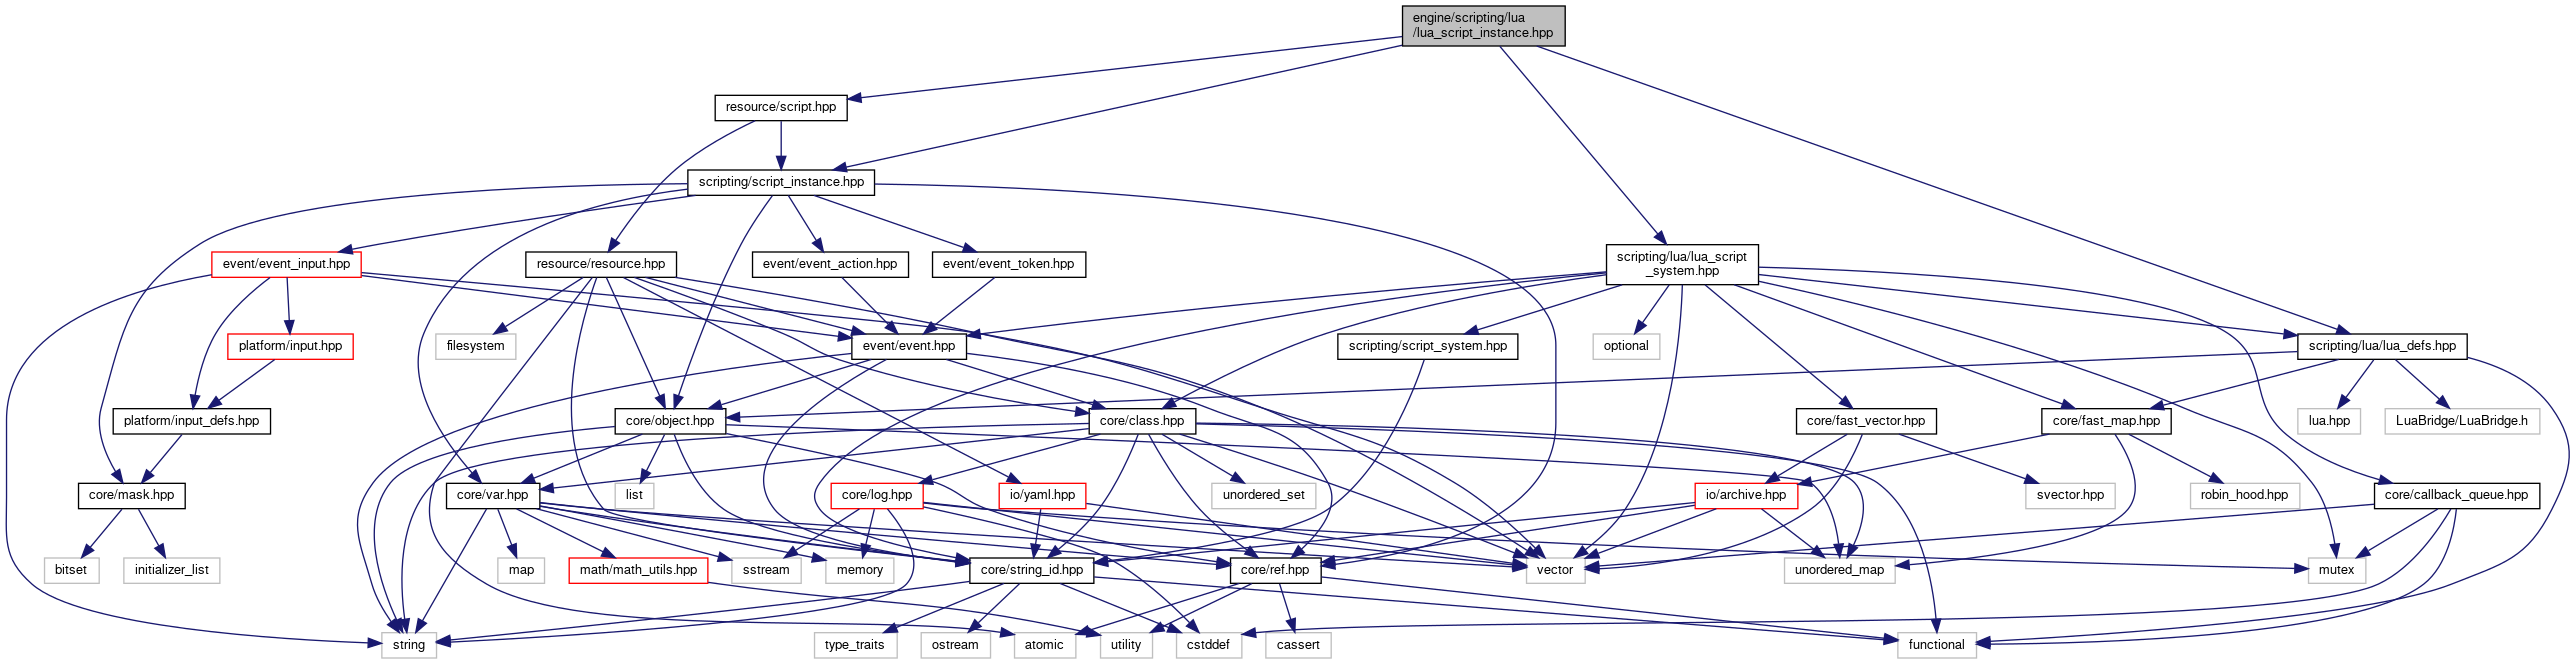 engine/scripting/lua
/lua_script_instance.hpp
resource/script.hpp
scripting/script_instance.hpp
event/event_input.hpp
resource/resource.hpp
event/event_action.hpp
event/event_token.hpp
scripting/lua/lua_script
_system.hpp
platform/input.hpp
filesystem
event/event.hpp
scripting/script_system.hpp
optional
scripting/lua/lua_defs.hpp
platform/input_defs.hpp
core/object.hpp
core/class.hpp
core/fast_vector.hpp
core/fast_map.hpp
lua.hpp
LuaBridge/LuaBridge.h
core/mask.hpp
core/var.hpp
list
core/log.hpp
io/yaml.hpp
unordered_set
io/archive.hpp
svector.hpp
robin_hood.hpp
core/callback_queue.hpp
bitset
initializer_list
map
math/math_utils.hpp
sstream
memory
core/string_id.hpp
core/ref.hpp
vector
unordered_map
mutex
string
type_traits
ostream
atomic
utility
cstddef
cassert
functional